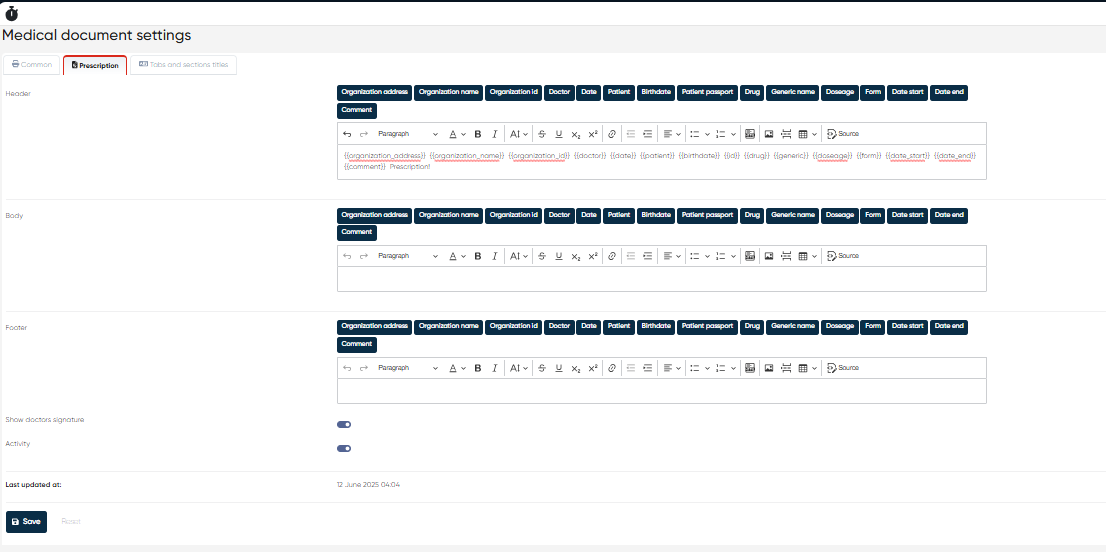 Medical document settings
Common Prescription Tabs and sections titles
Header
Organization address Organization name Organization id Doctor Date Patient Birthdate Patient passport Drug Generic name Doseage Form Date start Date end
Comment
Paragraph A B I AI S U x₂ x² Source
{{organization_address}} {{organization_name}} {{organization_id}} {{doctor}} {{date}} {{patient}} {{birthdate}} {{id}} {{drug}} {{generic}} {{doseage}} {{form}} {{date_start}} {{date_end}}
{{comment}} Prescription!
Body
Organization address Organization name Organization id Doctor Date Patient Birthdate Patient passport Drug Generic name Doseage Form Date start Date end
Comment
Paragraph A B I AI S U x₂ x² Source
Footer
Organization address Organization name Organization id Doctor Date Patient Birthdate Patient passport Drug Generic name Doseage Form Date start Date end
Comment
Paragraph A B I AI S U x₂ x² Source
Show doctors signature
Activity
Last updated at: 12 June 2025 04:04
Save Reset